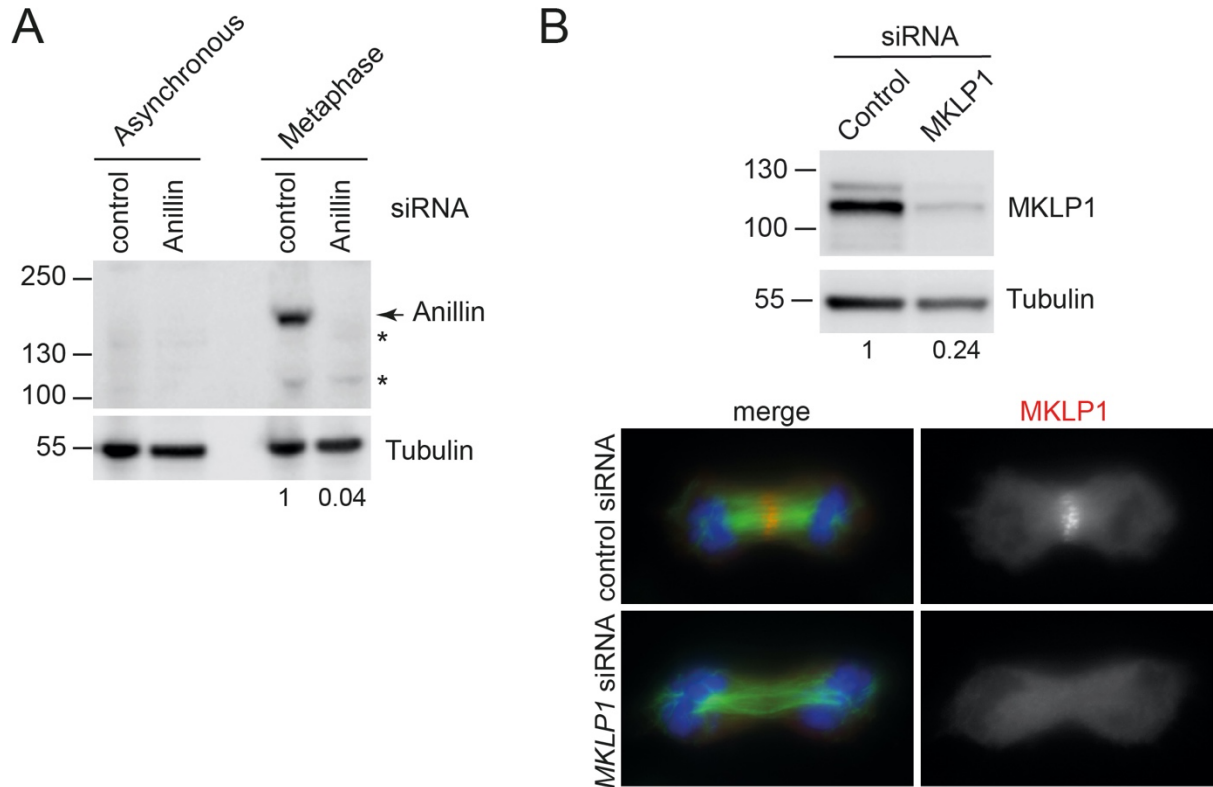 A
Asynchronous
Metaphase
control
Anillin
control
Anillin
siRNA
250
130
100
Anillin
*
*
55
Tubulin
1 0.04
B
siRNA
Control
MKLP1
130
100
MKLP1
55
Tubulin
1 0.24
merge
MKLP1
control siRNA
MKLP1 siRNA